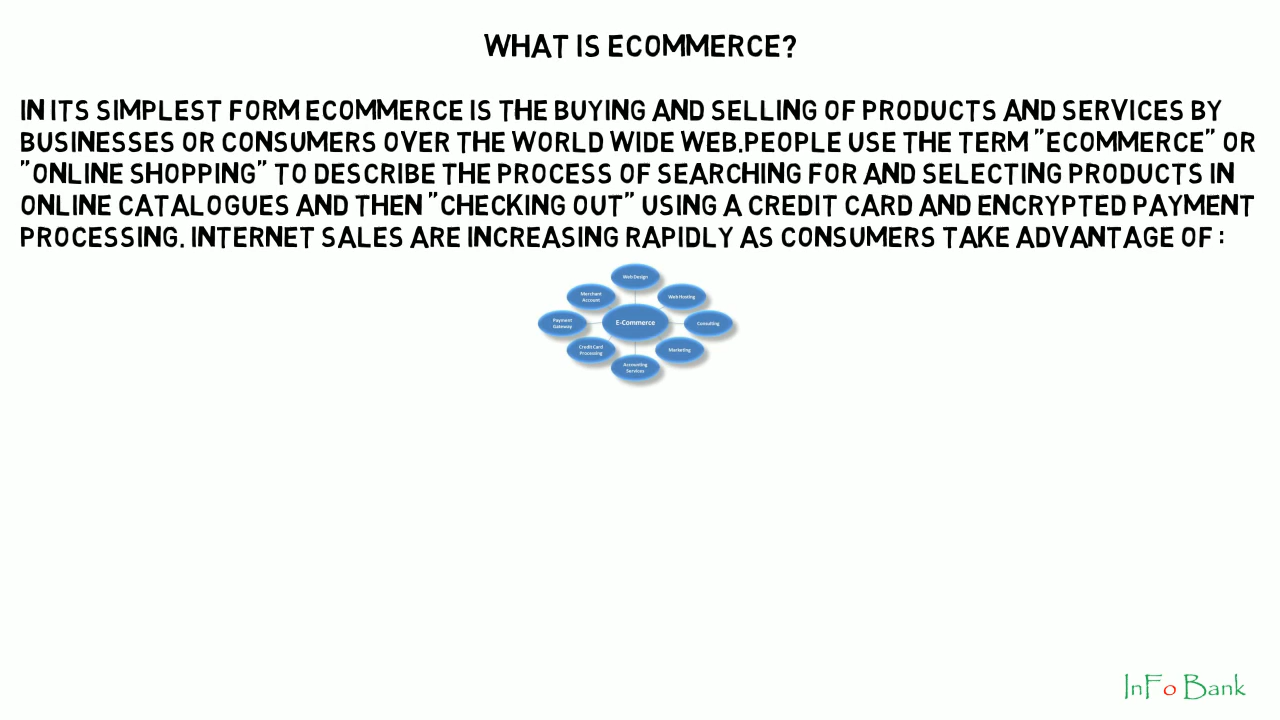 WHAT IS ECOMMERCE?
IN ITS SIMPLEST FORM ECOMMERCE IS THE BUYING AND SELLING OF PRODUCTS AND SERVICES BY
BUSINESSES OR CONSUMERS OVER THE WORLD WIDE WEB.PEOPLE USE THE TERM "ECOMMERCE" OR
"ONLINE SHOPPING" TO DESCRIBE THE PROCESS OF SEARCHING FOR AND SELECTING PRODUCTS IN
ONLINE CATALOGUES AND THEN "CHECKING OUT" USING A CREDIT CARD AND ENCRYPTED PAYMENT
PROCESSING. INTERNET SALES ARE INCREASING RAPIDLY AS CONSUMERS TAKE ADVANTAGE OF :
Web Design
Merchant
Account
Web Hosting
Payment
Gateway
E-Commerce
Consulting
Credit Card
Processing
Marketing
Accounting
Services
InFo Bank